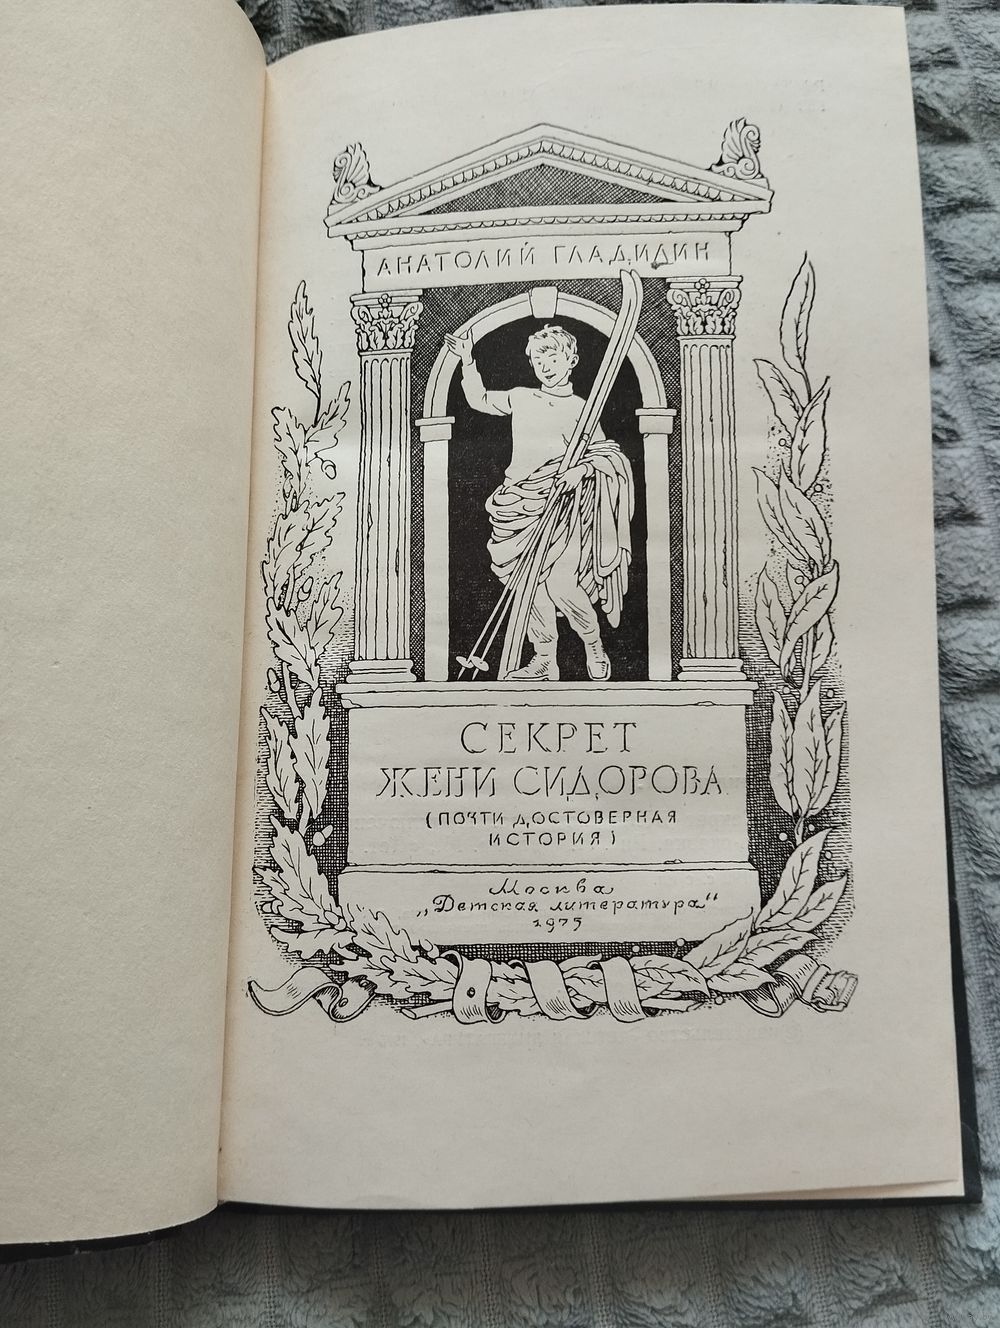 АНАТОЛИЙ ГЛАДИЛИН
СЕКРЕТ
ЖЕНИ СИДОРОВА
(ПОЧТИ ДОСТОВЕРНАЯ
ИСТОРИЯ)
Москва
„Детская литература“
1975